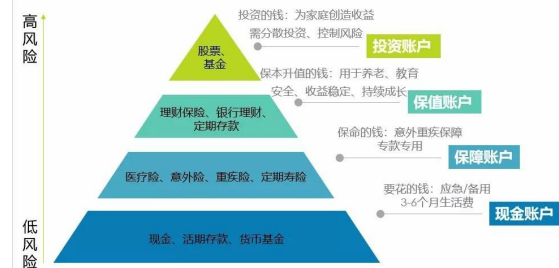 高风险
投资的钱：为家庭创造收益
需分散投资、控制风险
投资账户
股票、
基金
保本升值的钱：用于养老、教育
安全、收益稳定、持续成长
保值账户
理财保险、银行理财、
定期存款
保命的钱：意外重疾保障
专款专用
保障账户
医疗险、意外险、重疾险、定期寿险
要花的钱：应急/备用
3-6个月生活费
现金账户
现金、活期存款、货币基金
低风险